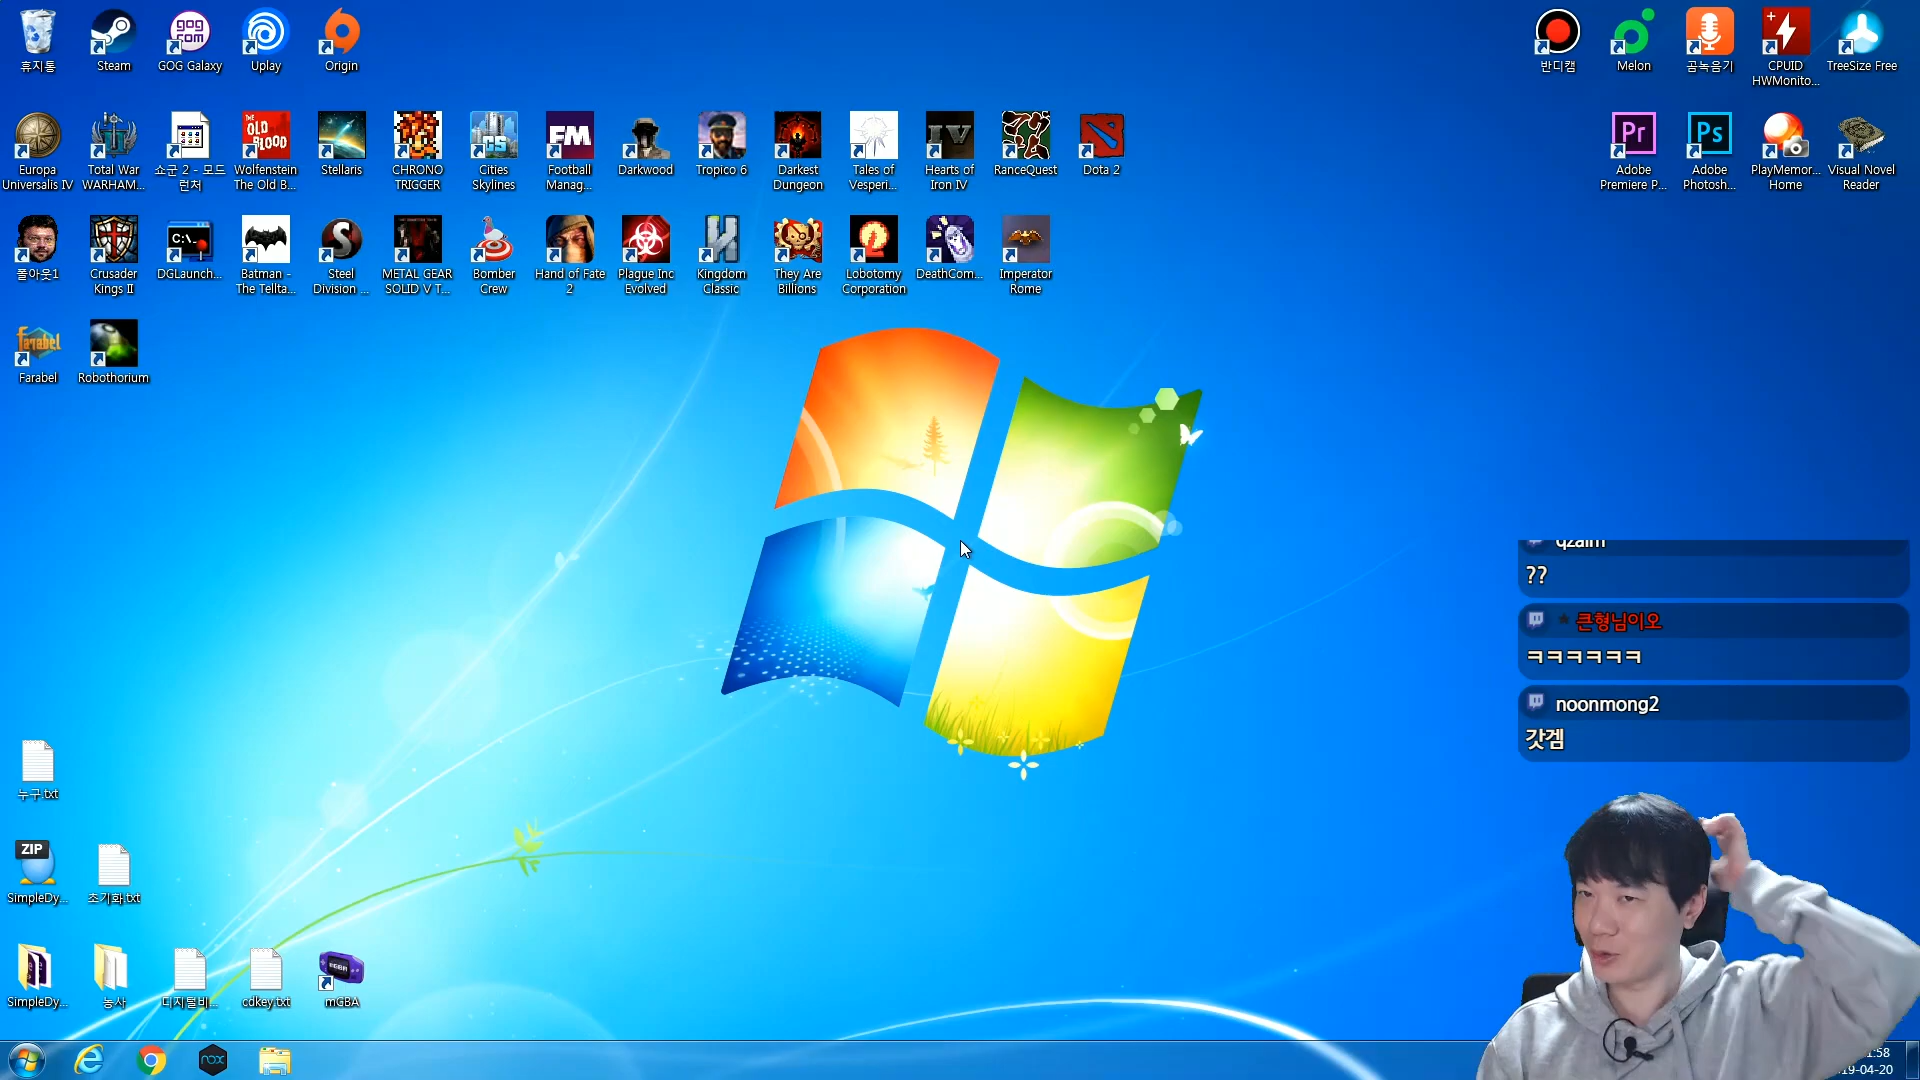 휴지통
Steam
GOG Galaxy
Uplay
Origin
반디캠
Melon
곰녹음기
CPUID
HWMonito...
TreeSize Free
Europa
Universalis IV
Total War
WARHAM...
쇼군 2 - 모드
런처
Wolfenstein
The Old B...
Stellaris
CHRONO
TRIGGER
Cities
Skylines
Football
Manag...
Darkwood
Tropico 6
Darkest
Dungeon
Tales of
Vesperi...
Hearts of
Iron IV
RanceQuest
Dota 2
Adobe
Premiere P...
Adobe
Photosh...
PlayMemor...
Home
Visual Novel
Reader
폴아웃1
Crusader
Kings II
DGLaunch...
Batman -
The Tellta...
Steel
Division ...
METAL GEAR
SOLID V T...
Bomber
Crew
Hand of Fate
2
Plague Inc
Evolved
Kingdom
Classic
They Are
Billions
Lobotomy
Corporation
DeathCom...
Imperator
Rome
Farabel
Robothorium
qzaim
??
큰형님이오
ㅋㅋㅋㅋㅋㅋ
noonmong2
갓겜
누구.txt
ZIP
SimpleDy...
초기화.txt
SimpleDy...
농사
디지털비...
cdkey.txt
mGBA
nox
1:58
19-04-20